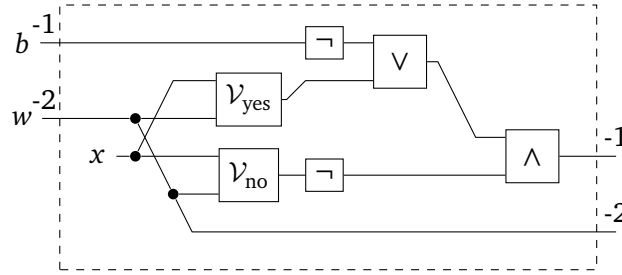 b -1 ¬ ∨
w -2 𝒱yes
x 𝒱no ¬ ∧ -1
-2